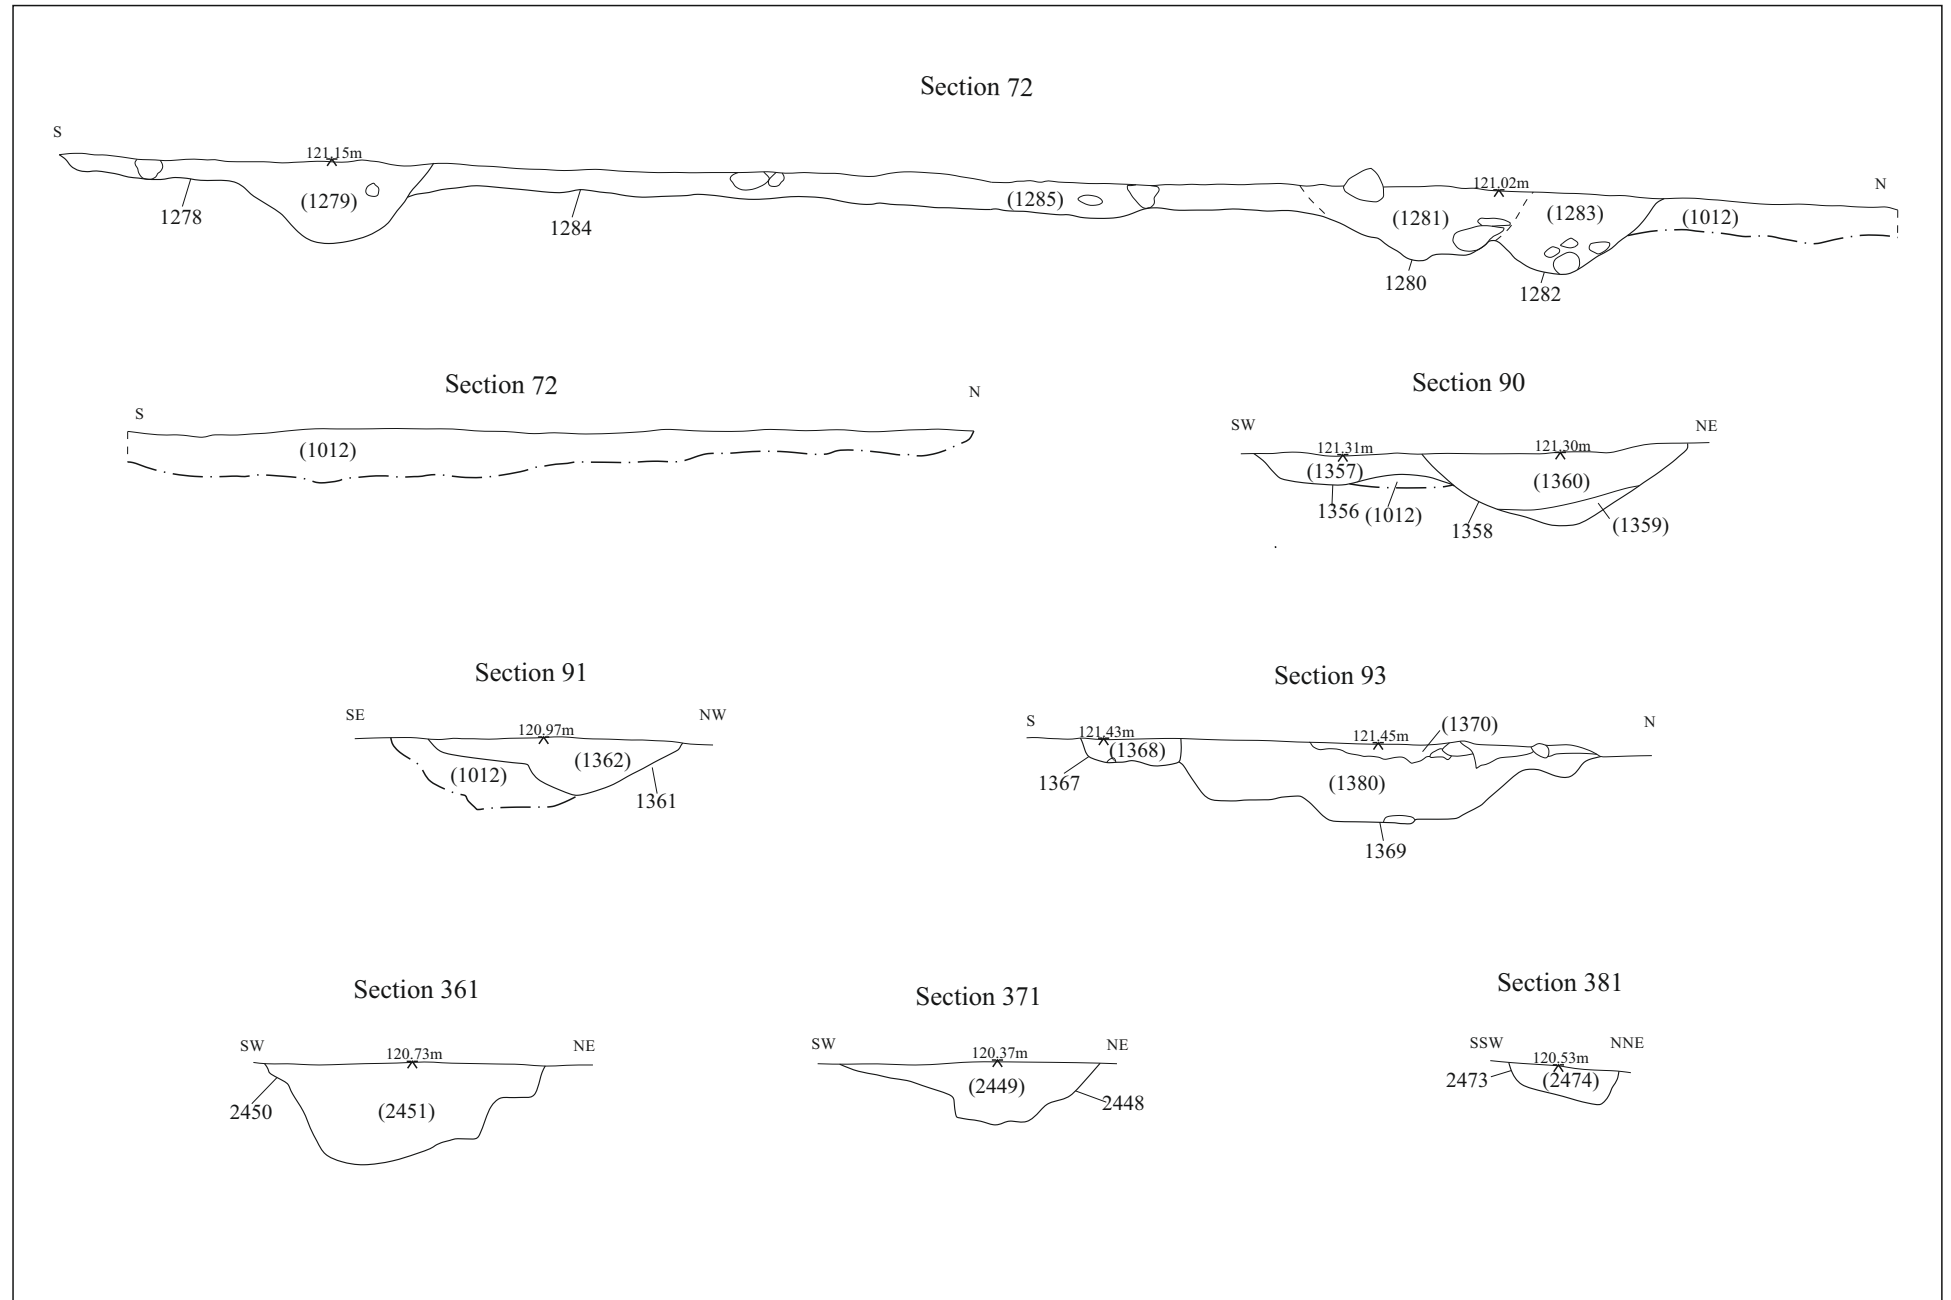 Section 72
S
121.15m
121.02m
N
(1279)
(1285)
(1281)
(1283)
(1012)
1278
1284
1280
1282
Section 72
S
N
(1012)
Section 90
SW
NE
121.31m
121.30m
(1357)
(1360)
1356
(1012)
1358
(1359)
Section 91
SE
NW
120.97m
(1012)
(1362)
1361
Section 93
S
N
121.43m
121.45m
(1370)
(1368)
1367
(1380)
1369
Section 361
SW
NE
120.73m
2450
(2451)
Section 371
SW
NE
120.37m
(2449)
2448
Section 381
SSW
NNE
120.53m
2473
(2474)